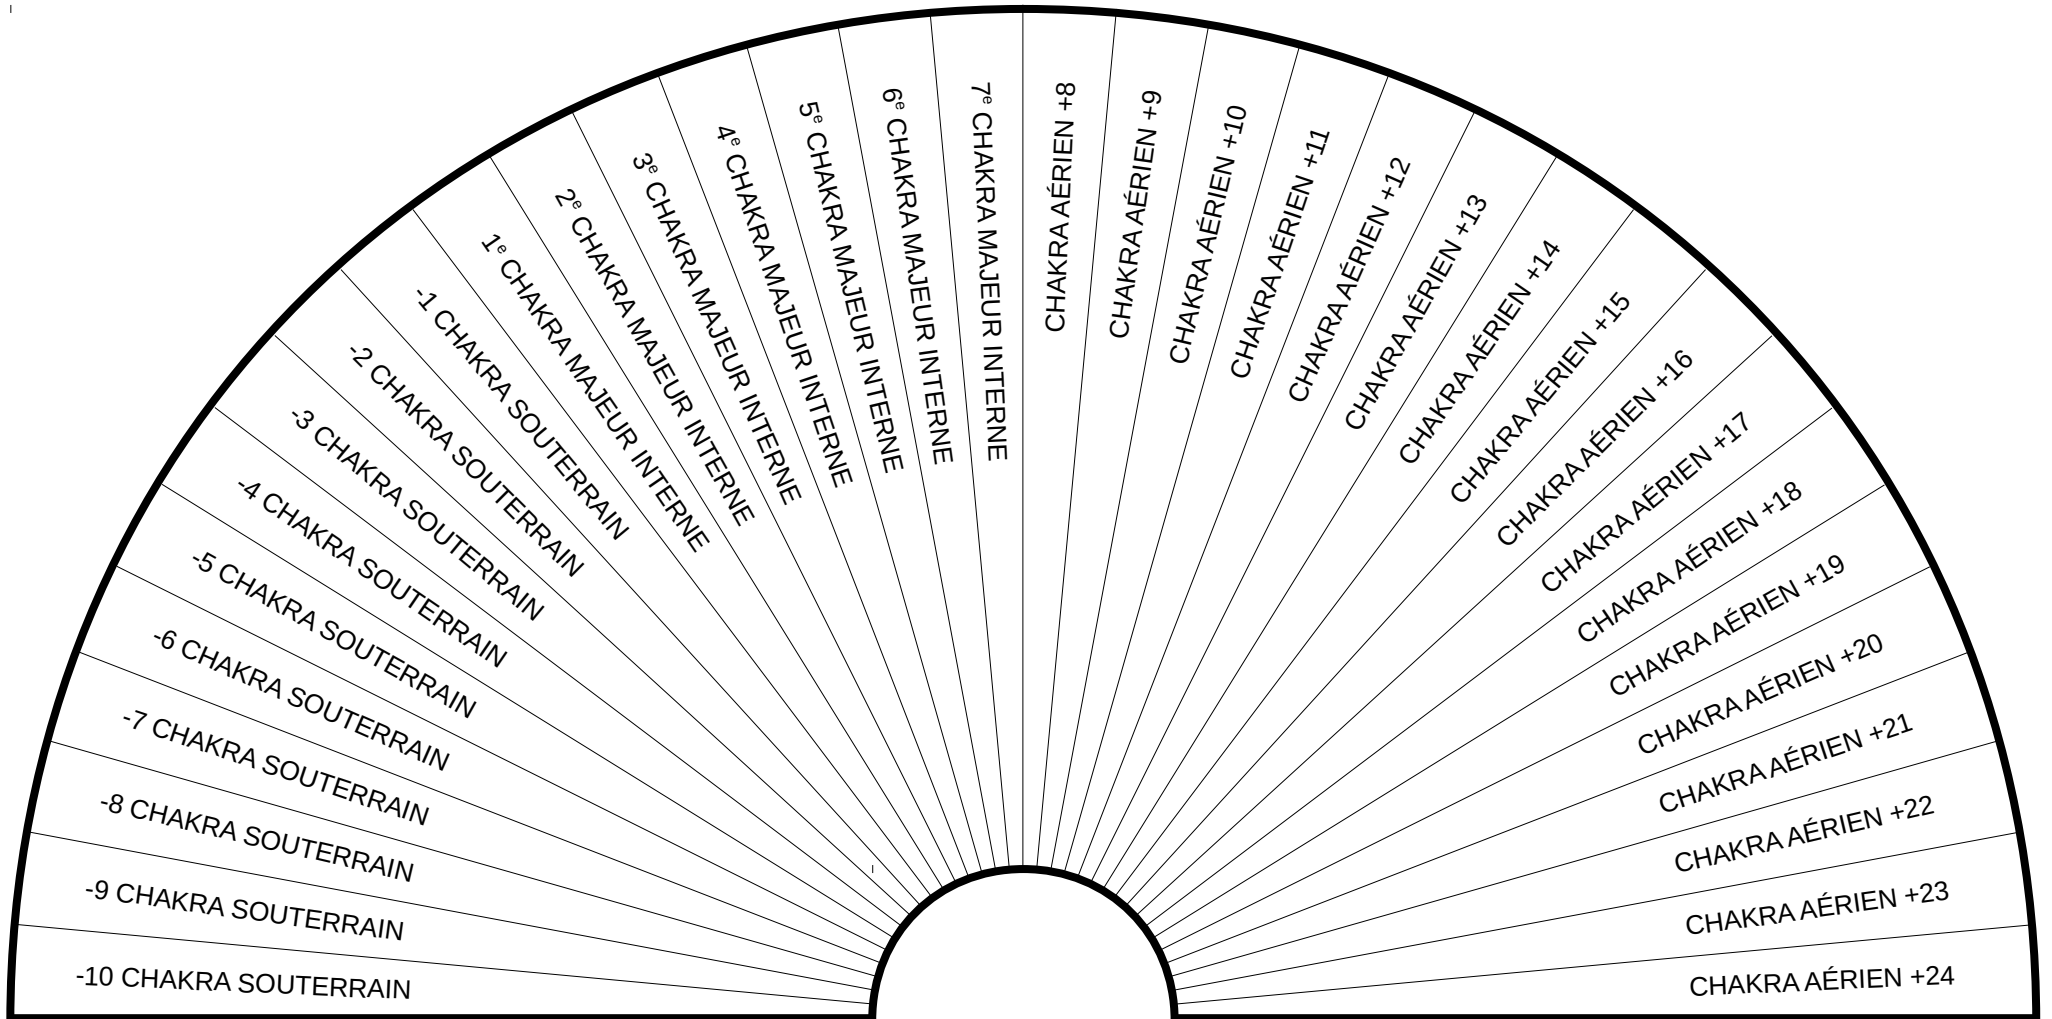 -10 CHAKRA SOUTERRAIN
-9 CHAKRA SOUTERRAIN
-8 CHAKRA SOUTERRAIN
-7 CHAKRA SOUTERRAIN
-6 CHAKRA SOUTERRAIN
-5 CHAKRA SOUTERRAIN
-4 CHAKRA SOUTERRAIN
-3 CHAKRA SOUTERRAIN
-2 CHAKRA SOUTERRAIN
-1 CHAKRA SOUTERRAIN
1ᵉ CHAKRA MAJEUR INTERNE
2ᵉ CHAKRA MAJEUR INTERNE
3ᵉ CHAKRA MAJEUR INTERNE
4ᵉ CHAKRA MAJEUR INTERNE
5ᵉ CHAKRA MAJEUR INTERNE
6ᵉ CHAKRA MAJEUR INTERNE
7ᵉ CHAKRA MAJEUR INTERNE
CHAKRA AÉRIEN +8
CHAKRA AÉRIEN +9
CHAKRA AÉRIEN +10
CHAKRA AÉRIEN +11
CHAKRA AÉRIEN +12
CHAKRA AÉRIEN +13
CHAKRA AÉRIEN +14
CHAKRA AÉRIEN +15
CHAKRA AÉRIEN +16
CHAKRA AÉRIEN +17
CHAKRA AÉRIEN +18
CHAKRA AÉRIEN +19
CHAKRA AÉRIEN +20
CHAKRA AÉRIEN +21
CHAKRA AÉRIEN +22
CHAKRA AÉRIEN +23
CHAKRA AÉRIEN +24